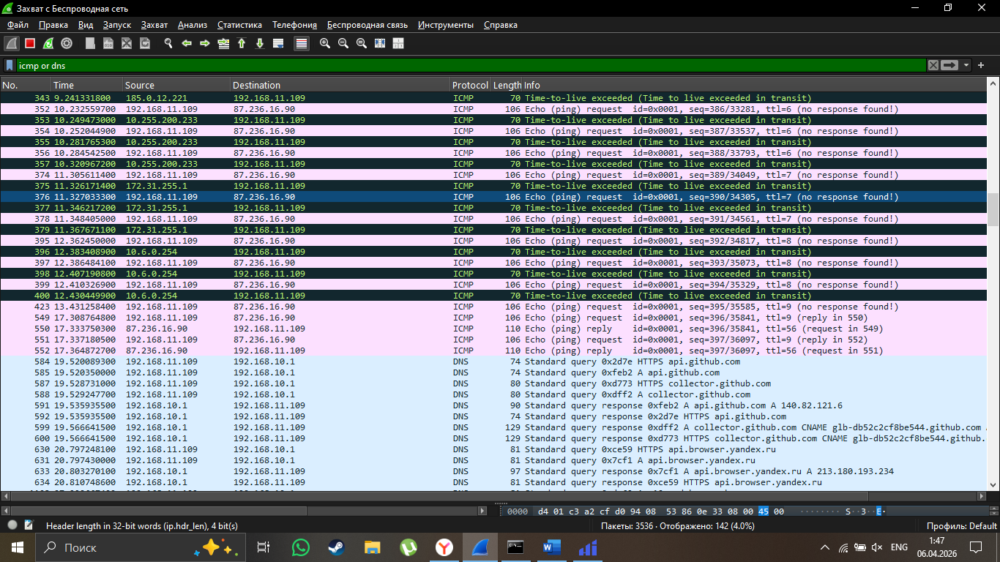 Захват с Беспроводная сеть
Файл Правка Вид Запуск Захват Анализ Статистика Телефония Беспроводная связь Инструменты Справка
icmp or dns
No. Time Source Destination Protocol Length Info
343 9.241331800 185.0.12.221 192.168.11.109 ICMP 70 Time-to-live exceeded (Time to live exceeded in transit)
352 10.232559700 192.168.11.109 87.236.16.90 ICMP 106 Echo (ping) request id=0x0001, seq=386/33281, ttl=6 (no response found!)
353 10.249473000 10.255.200.233 192.168.11.109 ICMP 70 Time-to-live exceeded (Time to live exceeded in transit)
354 10.252044900 192.168.11.109 87.236.16.90 ICMP 106 Echo (ping) request id=0x0001, seq=387/33537, ttl=6 (no response found!)
355 10.281765300 10.255.200.233 192.168.11.109 ICMP 70 Time-to-live exceeded (Time to live exceeded in transit)
356 10.284542500 192.168.11.109 87.236.16.90 ICMP 106 Echo (ping) request id=0x0001, seq=388/33793, ttl=6 (no response found!)
357 10.320967200 10.255.200.233 192.168.11.109 ICMP 70 Time-to-live exceeded (Time to live exceeded in transit)
374 11.305611400 192.168.11.109 87.236.16.90 ICMP 106 Echo (ping) request id=0x0001, seq=389/34049, ttl=7 (no response found!)
375 11.326171400 172.31.255.1 192.168.11.109 ICMP 70 Time-to-live exceeded (Time to live exceeded in transit)
376 11.327033300 192.168.11.109 87.236.16.90 ICMP 106 Echo (ping) request id=0x0001, seq=390/34305, ttl=7 (no response found!)
377 11.346217200 172.31.255.1 192.168.11.109 ICMP 70 Time-to-live exceeded (Time to live exceeded in transit)
378 11.348405000 192.168.11.109 87.236.16.90 ICMP 106 Echo (ping) request id=0x0001, seq=391/34561, ttl=7 (no response found!)
379 11.367671100 172.31.255.1 192.168.11.109 ICMP 70 Time-to-live exceeded (Time to live exceeded in transit)
395 12.362450000 192.168.11.109 87.236.16.90 ICMP 106 Echo (ping) request id=0x0001, seq=392/34817, ttl=8 (no response found!)
396 12.383408900 10.6.0.254 192.168.11.109 ICMP 70 Time-to-live exceeded (Time to live exceeded in transit)
397 12.386484100 192.168.11.109 87.236.16.90 ICMP 106 Echo (ping) request id=0x0001, seq=393/35073, ttl=8 (no response found!)
398 12.407190800 10.6.0.254 192.168.11.109 ICMP 70 Time-to-live exceeded (Time to live exceeded in transit)
399 12.410326900 192.168.11.109 87.236.16.90 ICMP 106 Echo (ping) request id=0x0001, seq=394/35329, ttl=8 (no response found!)
400 12.430449900 10.6.0.254 192.168.11.109 ICMP 70 Time-to-live exceeded (Time to live exceeded in transit)
423 13.431258400 192.168.11.109 87.236.16.90 ICMP 106 Echo (ping) request id=0x0001, seq=395/35585, ttl=9 (no response found!)
549 17.308764800 192.168.11.109 87.236.16.90 ICMP 106 Echo (ping) request id=0x0001, seq=396/35841, ttl=9 (reply in 550)
550 17.333750300 87.236.16.90 192.168.11.109 ICMP 110 Echo (ping) reply id=0x0001, seq=396/35841, ttl=56 (request in 549)
551 17.337180500 192.168.11.109 87.236.16.90 ICMP 106 Echo (ping) request id=0x0001, seq=397/36097, ttl=9 (reply in 552)
552 17.364872700 87.236.16.90 192.168.11.109 ICMP 110 Echo (ping) reply id=0x0001, seq=397/36097, ttl=56 (request in 551)
584 19.520089300 192.168.11.109 192.168.10.1 DNS 74 Standard query 0x2d7e HTTPS api.github.com
585 19.520350000 192.168.11.109 192.168.10.1 DNS 74 Standard query 0xfeb2 A api.github.com
587 19.528731000 192.168.11.109 192.168.10.1 DNS 80 Standard query 0xd773 HTTPS collector.github.com
588 19.529247700 192.168.11.109 192.168.10.1 DNS 80 Standard query 0xdff2 A collector.github.com
591 19.535935500 192.168.10.1 192.168.11.109 DNS 90 Standard query response 0xfeb2 A api.github.com A 140.82.121.6
592 19.535935500 192.168.10.1 192.168.11.109 DNS 74 Standard query response 0x2d7e HTTPS api.github.com
599 19.566641500 192.168.10.1 192.168.11.109 DNS 129 Standard query response 0xdff2 A collector.github.com CNAME glb-db52c2cf8be544.github.com
600 19.566641500 192.168.10.1 192.168.11.109 DNS 129 Standard query response 0xd773 HTTPS collector.github.com CNAME glb-db52c2cf8be544.github.
630 20.797248100 192.168.11.109 192.168.10.1 DNS 81 Standard query 0xce59 HTTPS api.browser.yandex.ru
631 20.797430000 192.168.11.109 192.168.10.1 DNS 81 Standard query 0x7cf1 A api.browser.yandex.ru
633 20.803270100 192.168.10.1 192.168.11.109 DNS 97 Standard query response 0x7cf1 A api.browser.yandex.ru A 213.180.193.234
634 20.810748600 192.168.10.1 192.168.11.109 DNS 81 Standard query response 0xce59 HTTPS api.browser.yandex.ru
0000 d4 01 c3 a2 cf d0 94 08 53 86 0e 33 08 00 45 00 ········ S··3··E·
Header length in 32-bit words (ip.hdr_len), 4 bit(s) Пакеты: 3536 · Отображено: 142 (4.0%) Профиль: Default
Поиск ENG 1:47
06.04.2026